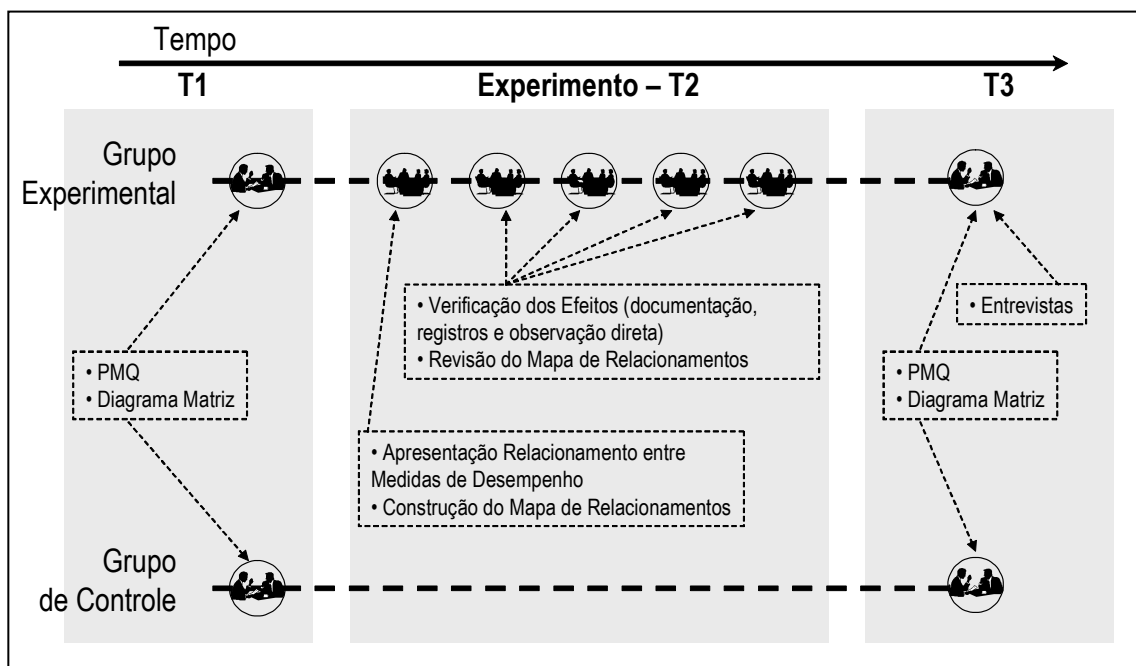 Tempo
T1
Experimento – T2
T3
Grupo
Experimental
• Verificação dos Efeitos (documentação,
registros e observação direta)
• Revisão do Mapa de Relacionamentos
• Entrevistas
• PMQ
• Diagrama Matriz
• PMQ
• Diagrama Matriz
• Apresentação Relacionamento entre
Medidas de Desempenho
• Construção do Mapa de Relacionamentos
Grupo
de Controle